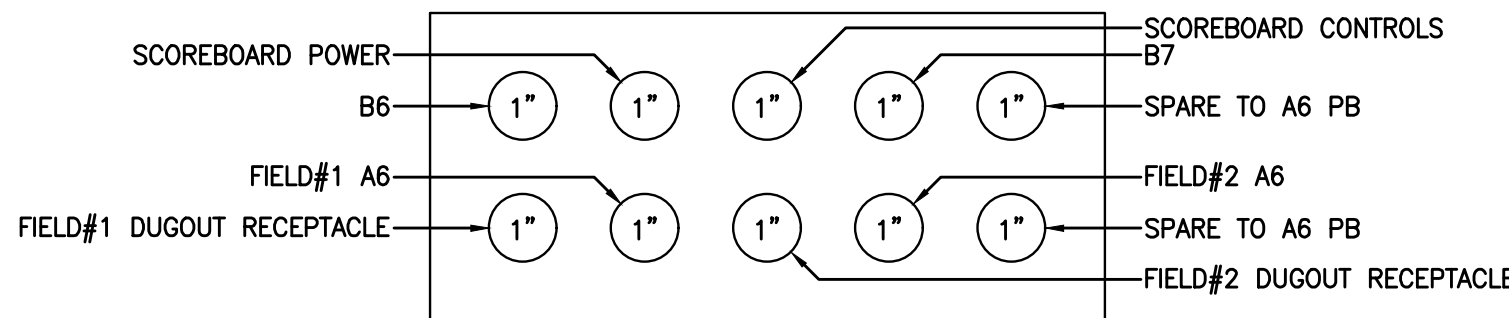 SCOREBOARD CONTROLS
SCOREBOARD POWER
B7
B6
1" 1" 1" 1" 1"
SPARE TO A6 PB
FIELD#1 A6
FIELD#2 A6
FIELD#1 DUGOUT RECEPTACLE
1" 1" 1" 1" 1"
SPARE TO A6 PB
FIELD#2 DUGOUT RECEPTACLE